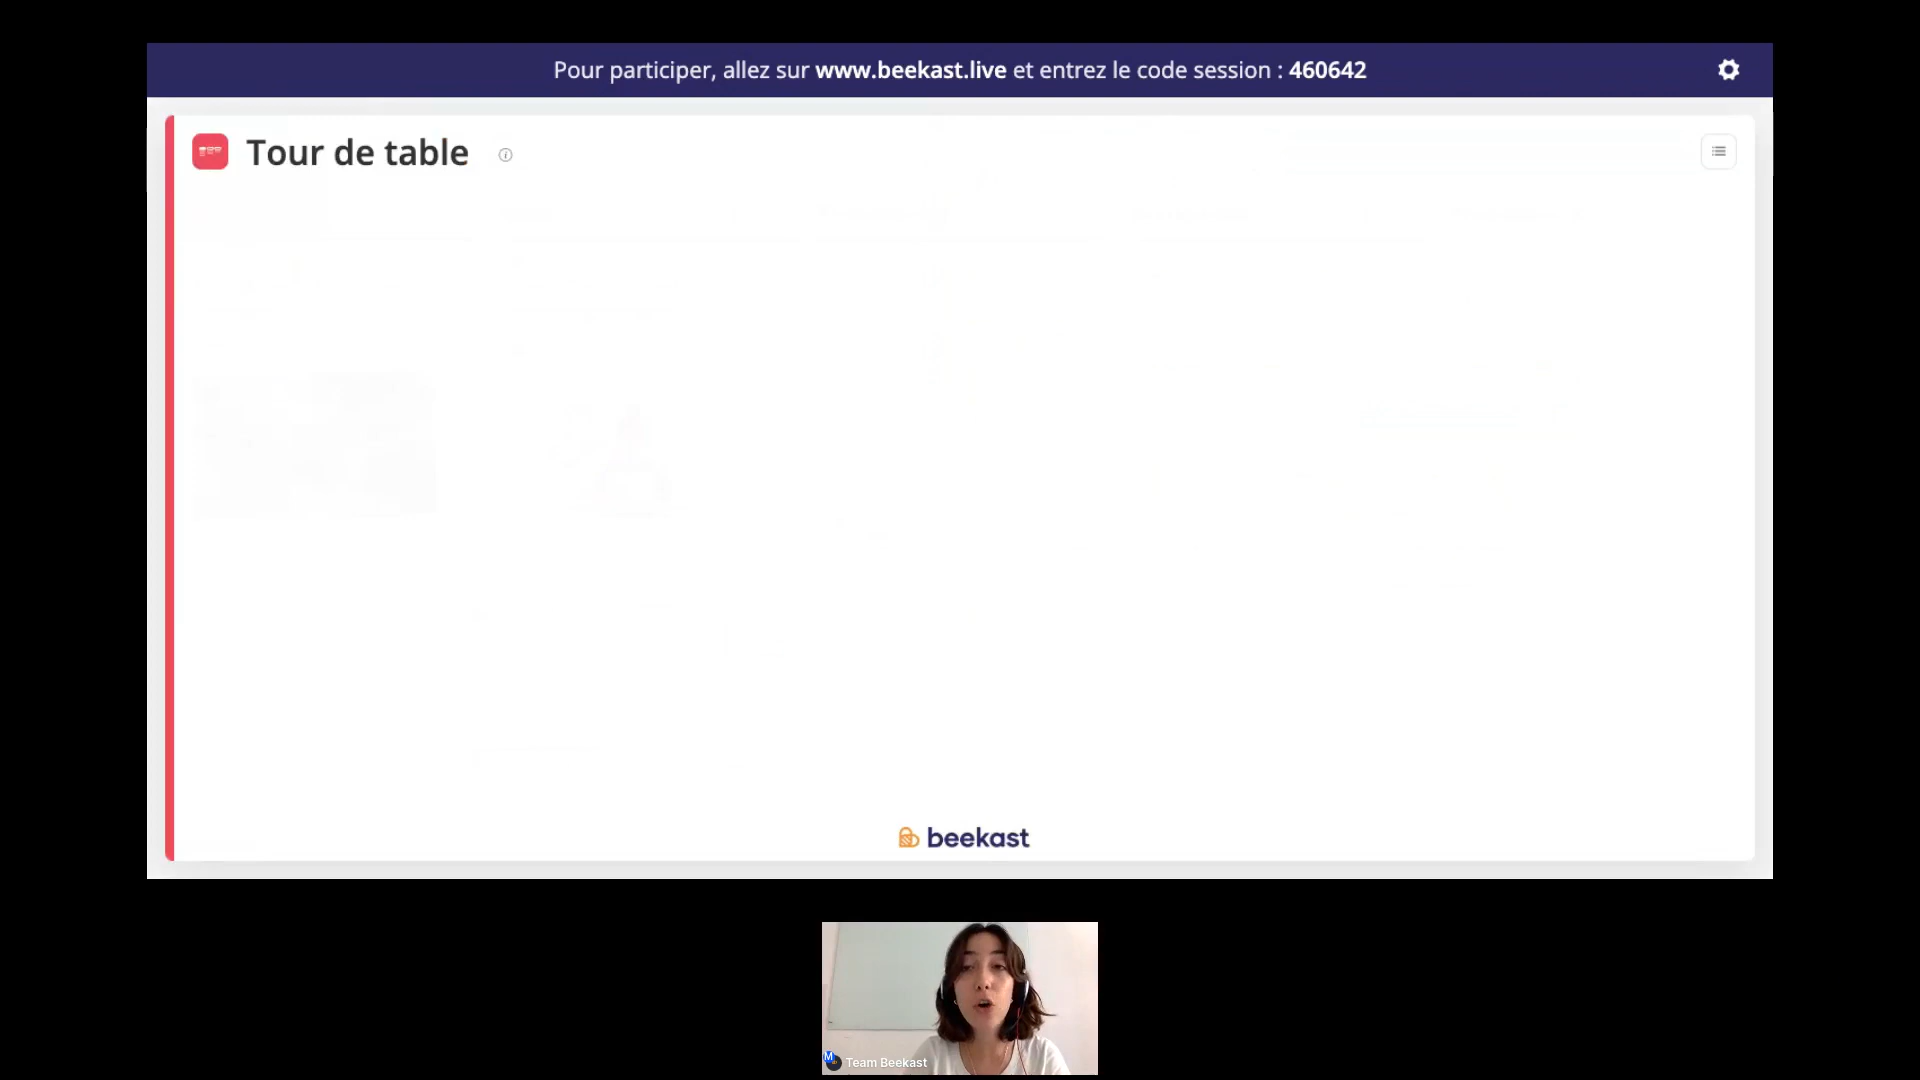 Pour participer, allez sur www.beekast.live et entrez le code session : 460642
Tour de table
beekast
Team Beekast